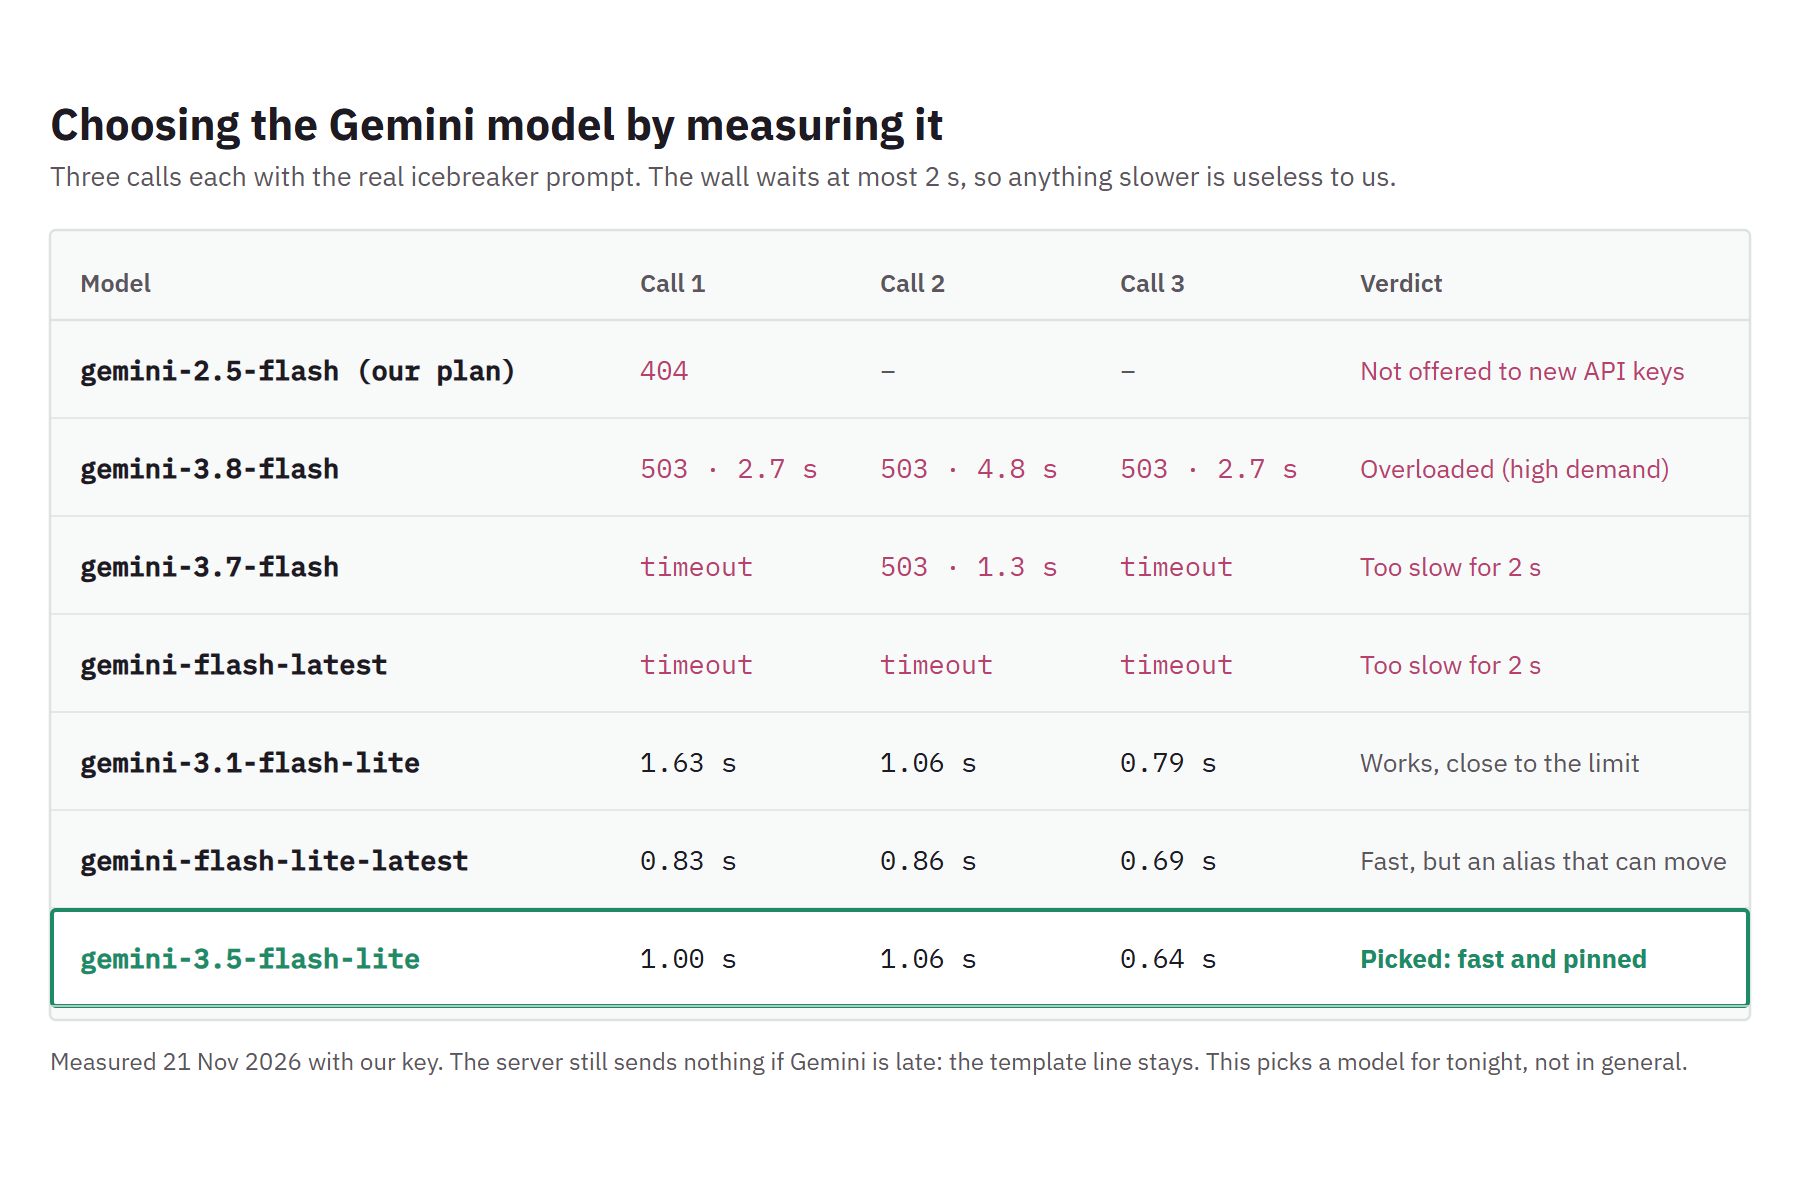 Choosing the Gemini model by measuring it
Three calls each with the real icebreaker prompt. The wall waits at most 2 s, so anything slower is useless to us.
Model Call 1 Call 2 Call 3 Verdict
gemini-2.5-flash (our plan) 404 – – Not offered to new API keys
gemini-3.8-flash 503 · 2.7 s 503 · 4.8 s 503 · 2.7 s Overloaded (high demand)
gemini-3.7-flash timeout 503 · 1.3 s timeout Too slow for 2 s
gemini-flash-latest timeout timeout timeout Too slow for 2 s
gemini-3.1-flash-lite 1.63 s 1.06 s 0.79 s Works, close to the limit
gemini-flash-lite-latest 0.83 s 0.86 s 0.69 s Fast, but an alias that can move
gemini-3.5-flash-lite 1.00 s 1.06 s 0.64 s Picked: fast and pinned
Measured 21 Nov 2026 with our key. The server still sends nothing if Gemini is late: the template line stays. This picks a model for tonight, not in general.